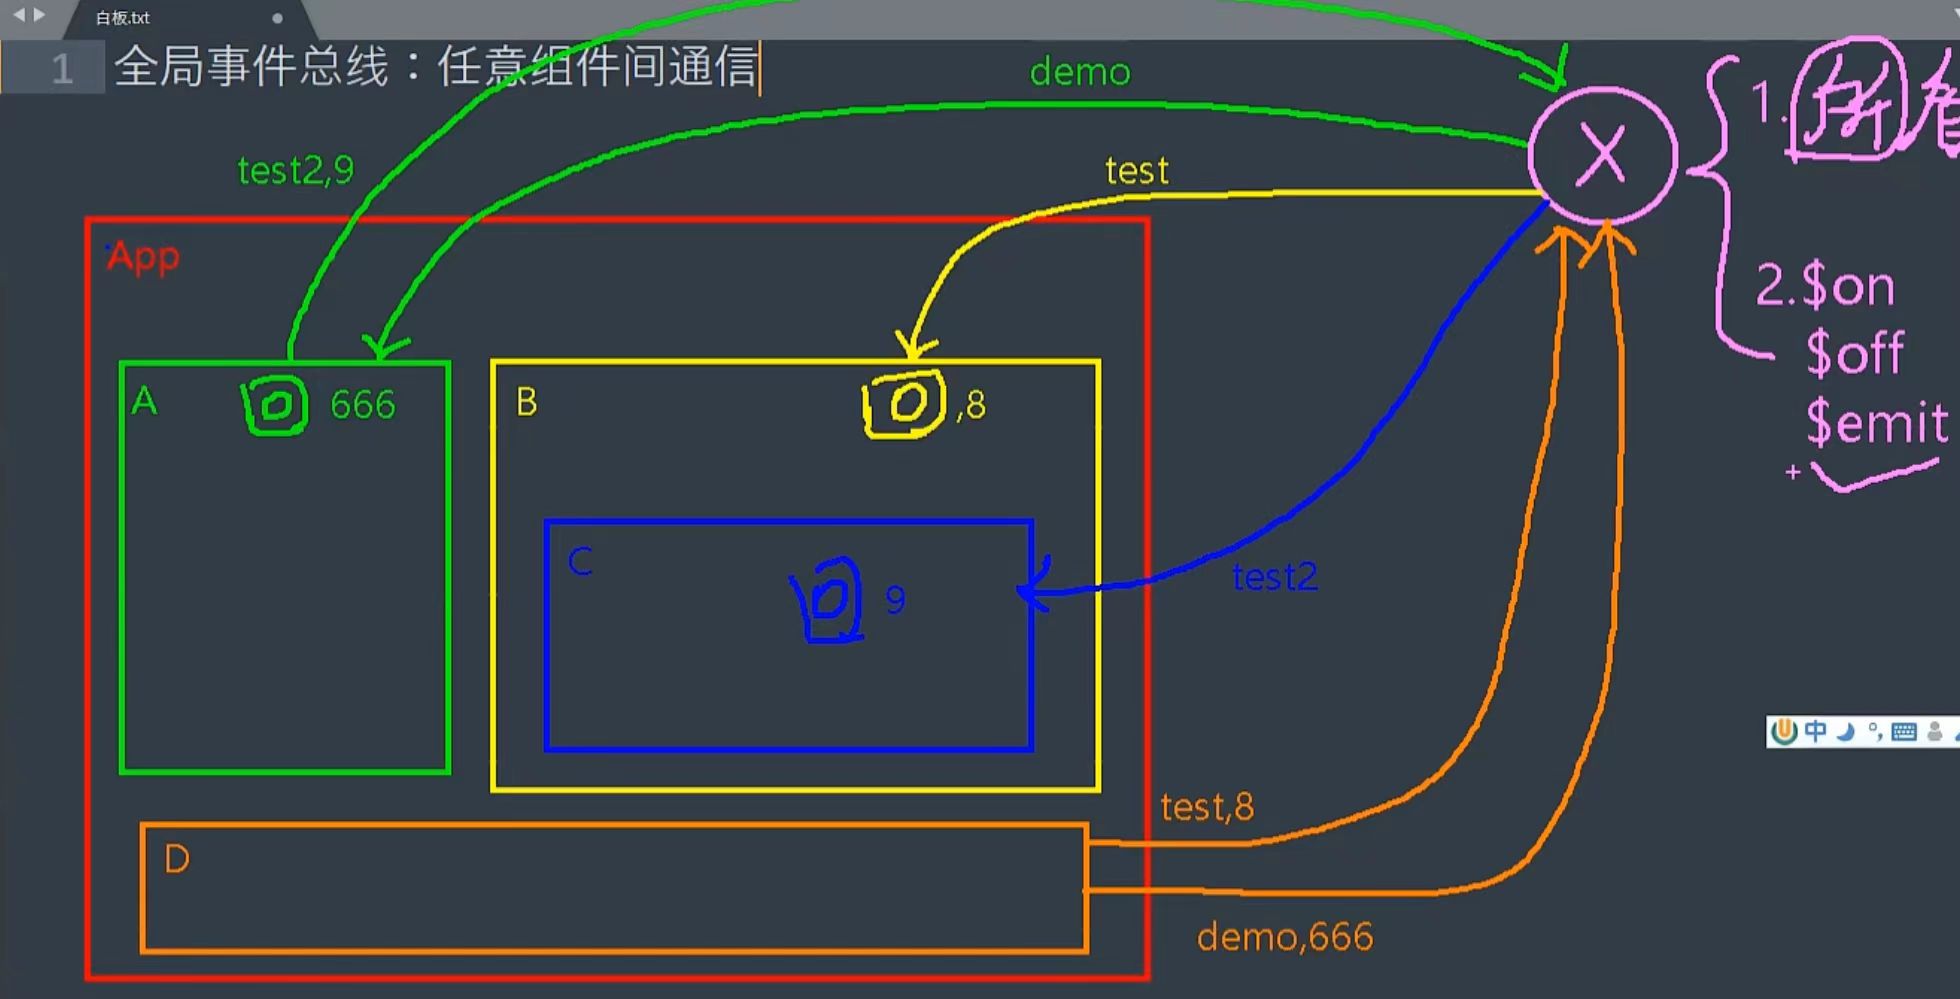 白板.txt
1 全局事件总线：任意组件间通信
demo
1.所有
X
test2,9
test
App
2.$on
$off
$emit
A 666
B ,8
C 9
test2
中
test,8
D
demo,666